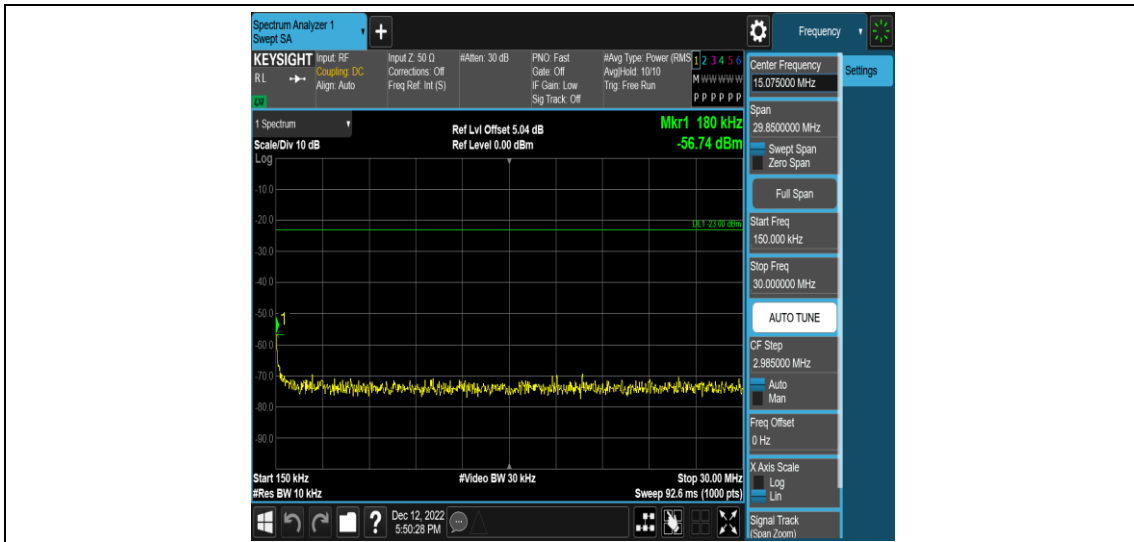 Spectrum Analyzer 1
Swept SA
+
Frequency
KEYSIGHT
RL
LXI
Input: RF
Coupling: DC
Align: Auto
Input Z: 50 Ω
Corrections: Off
Freq Ref: Int (S)
#Atten: 30 dB
PNO: Fast
Gate: Off
IF Gain: Low
Sig Track: Off
#Avg Type: Power (RMS
Avg|Hold: 10/10
Trig: Free Run
1 2 3 4 5 6
M W W W W W
P P P P P P
1 Spectrum
Scale/Div 10 dB
Log
Ref Lvl Offset 5.04 dB
Ref Level 0.00 dBm
Mkr1 180 kHz
-56.74 dBm
-10.0
-20.0
DL1 -23.00 dBm
-30.0
-40.0
-50.0
1
-60.0
-70.0
-80.0
-90.0
Start 150 kHz
#Res BW 10 kHz
#Video BW 30 kHz
Stop 30.00 MHz
Sweep 92.6 ms (1000 pts)
?
Dec 12, 2022
5:50:28 PM
Center Frequency
15.075000 MHz
Settings
Span
29.8500000 MHz
Swept Span
Zero Span
Full Span
Start Freq
150.000 kHz
Stop Freq
30.000000 MHz
AUTO TUNE
CF Step
2.985000 MHz
Auto
Man
Freq Offset
0 Hz
X Axis Scale
Log
Lin
Signal Track
(Span Zoom)